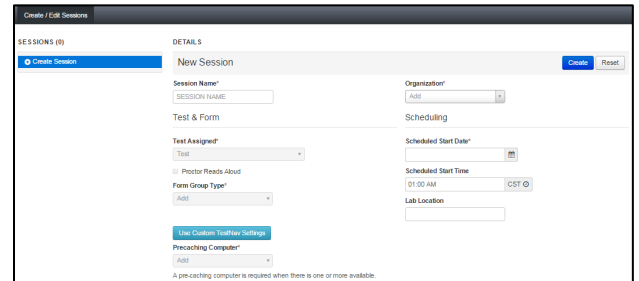 Create / Edit Sessions
SESSIONS (0)
DETAILS
Create Session
New Session
Create
Reset
Session Name*
Organization*
SESSION NAME
Add
Test & Form
Scheduling
Test Assigned*
Scheduled Start Date*
Test
Proctor Reads Aloud
Scheduled Start Time
Form Group Type*
01:00 AM
CST
Add
Lab Location
Use Custom TestNav Settings
Precaching Computer*
Add
A pre-caching computer is required when there is one or more available.